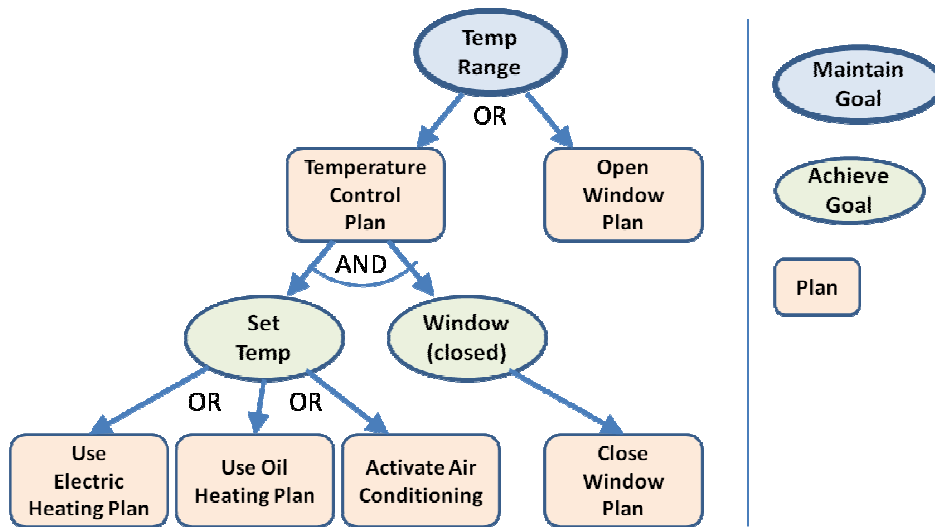 Temp
Range
OR
Temperature
Control
Plan
Open
Window
Plan
AND
Set
Temp
Window
(closed)
OR
OR
Use
Electric
Heating Plan
Use Oil
Heating Plan
Activate Air
Conditioning
Close
Window
Plan
Maintain
Goal
Achieve
Goal
Plan